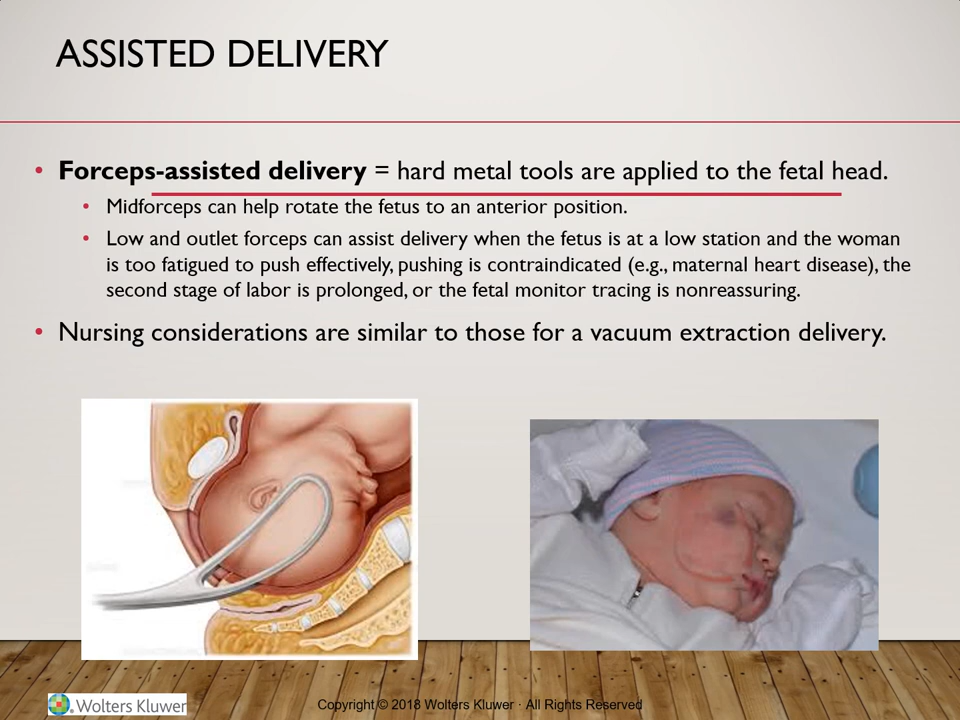 ASSISTED DELIVERY
• Forceps-assisted delivery = hard metal tools are applied to the fetal head.
• Midforceps can help rotate the fetus to an anterior position.
• Low and outlet forceps can assist delivery when the fetus is at a low station and the woman
is too fatigued to push effectively, pushing is contraindicated (e.g., maternal heart disease), the
second stage of labor is prolonged, or the fetal monitor tracing is nonreassuring.
• Nursing considerations are similar to those for a vacuum extraction delivery.
Wolters Kluwer
Copyright © 2018 Wolters Kluwer · All Rights Reserved